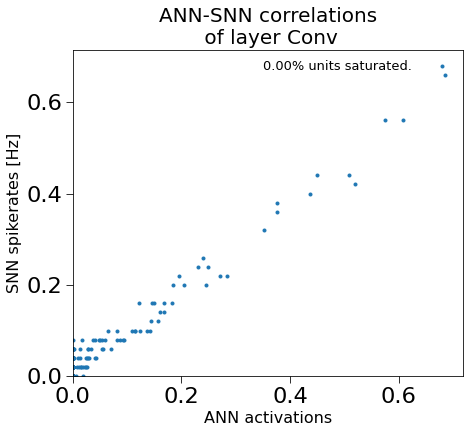 ANN-SNN correlations
of layer Conv
0.00% units saturated.
SNN spikerates [Hz]
0.6
0.4
0.2
0.0
0.0 0.2 0.4 0.6
ANN activations